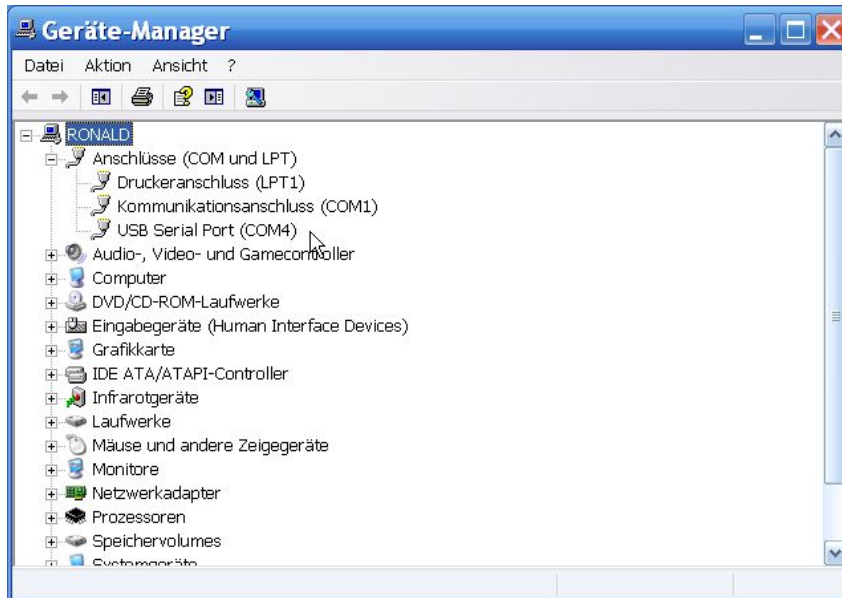 Geräte-Manager
Datei Aktion Ansicht ?
RONALD
Anschlüsse (COM und LPT)
Druckeranschluss (LPT1)
Kommunikationsanschluss (COM1)
USB Serial Port (COM4)
Audio-, Video- und Gamecontroller
Computer
DVD/CD-ROM-Laufwerke
Eingabegeräte (Human Interface Devices)
Grafikkarte
IDE ATA/ATAPI-Controller
Infrarotgeräte
Laufwerke
Mäuse und andere Zeigegeräte
Monitore
Netzwerkadapter
Prozessoren
Speichervolumes
Systemgeräte